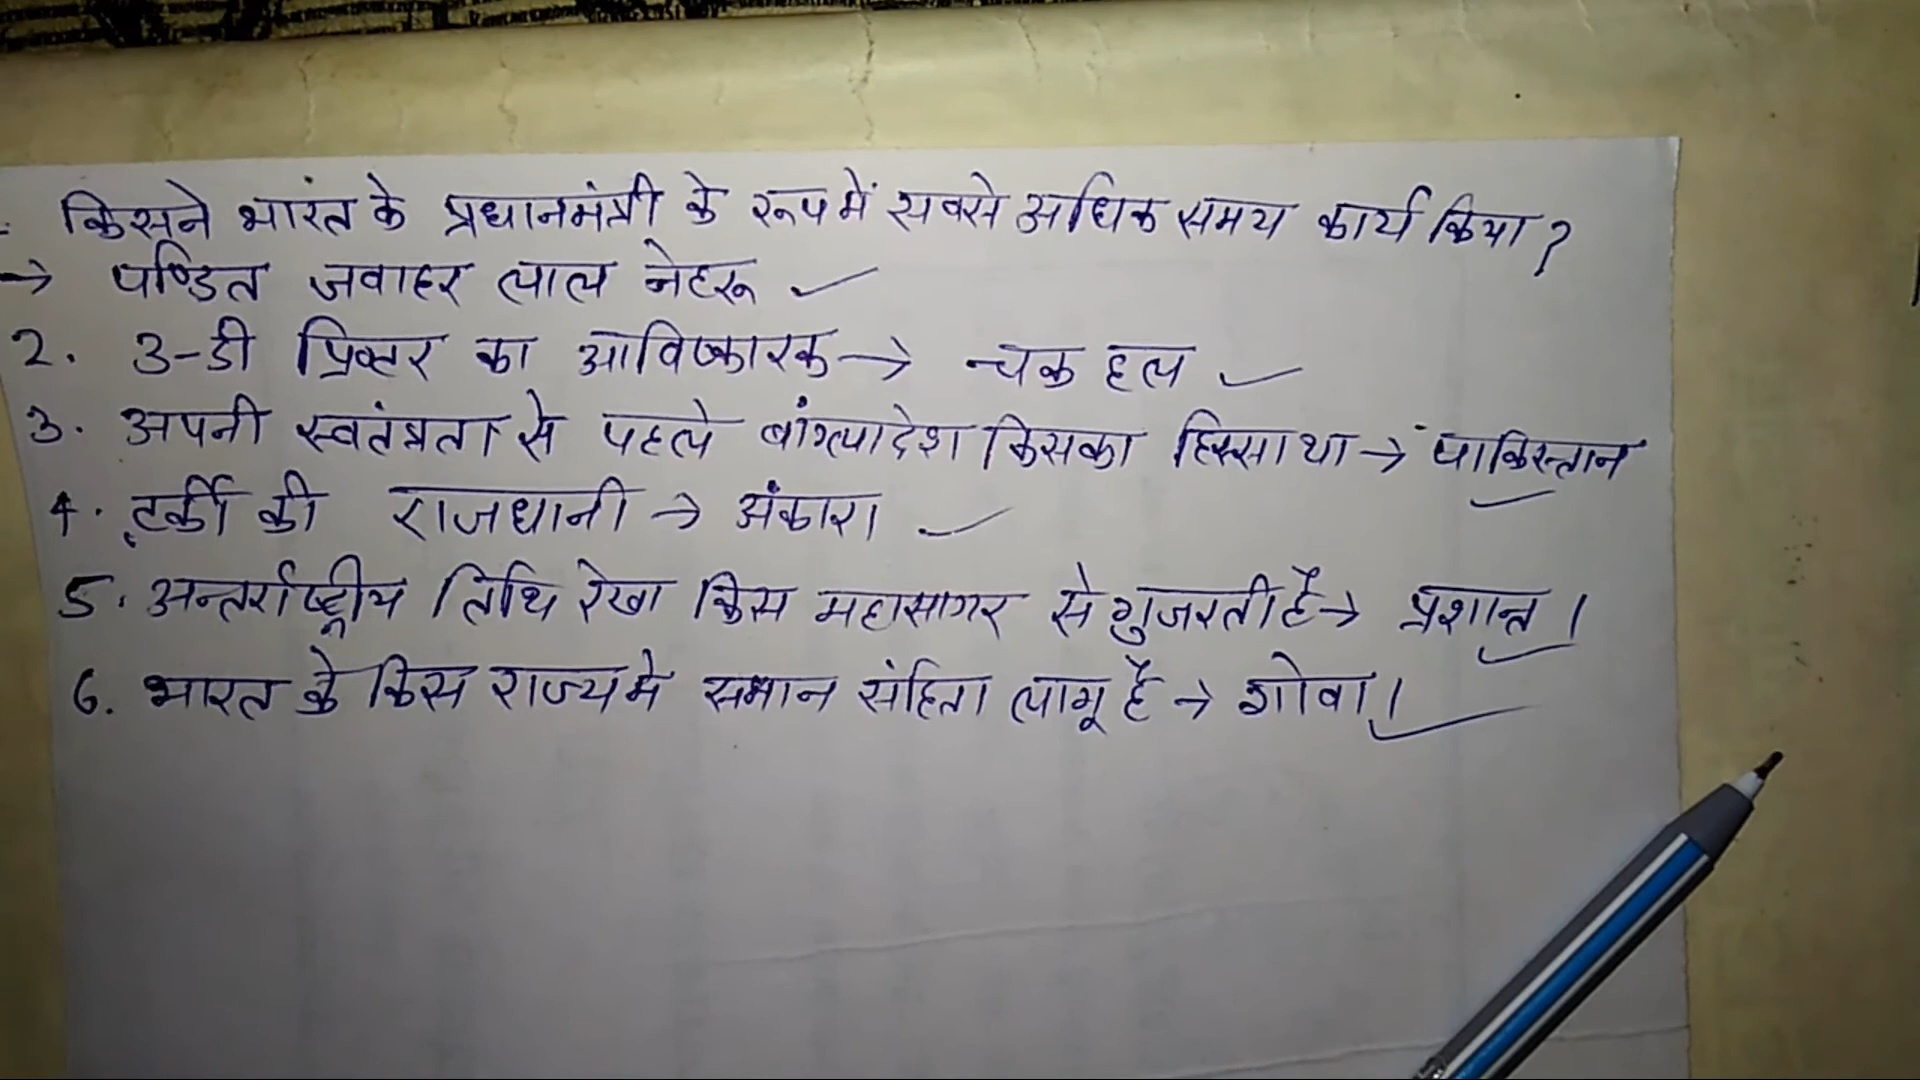 किसने भारत के प्रधानमंत्री के रूप में सबसे अधिक समय कार्य किया?
→ पण्डित जवाहर लाल नेहरू ✓
2. 3-डी प्रिन्टर का आविष्कारक → चक हल ✓
3. अपनी स्वतंत्रता से पहले बांग्लादेश किसका हिस्सा था → पाकिस्तान
4. टर्की की राजधानी → अंकारा ✓
5. अन्तर्राष्ट्रीय तिथि रेखा किस महासागर से गुजरती है → प्रशान्त।
6. भारत के किस राज्य मे समान संहिता लागू है → गोवा।